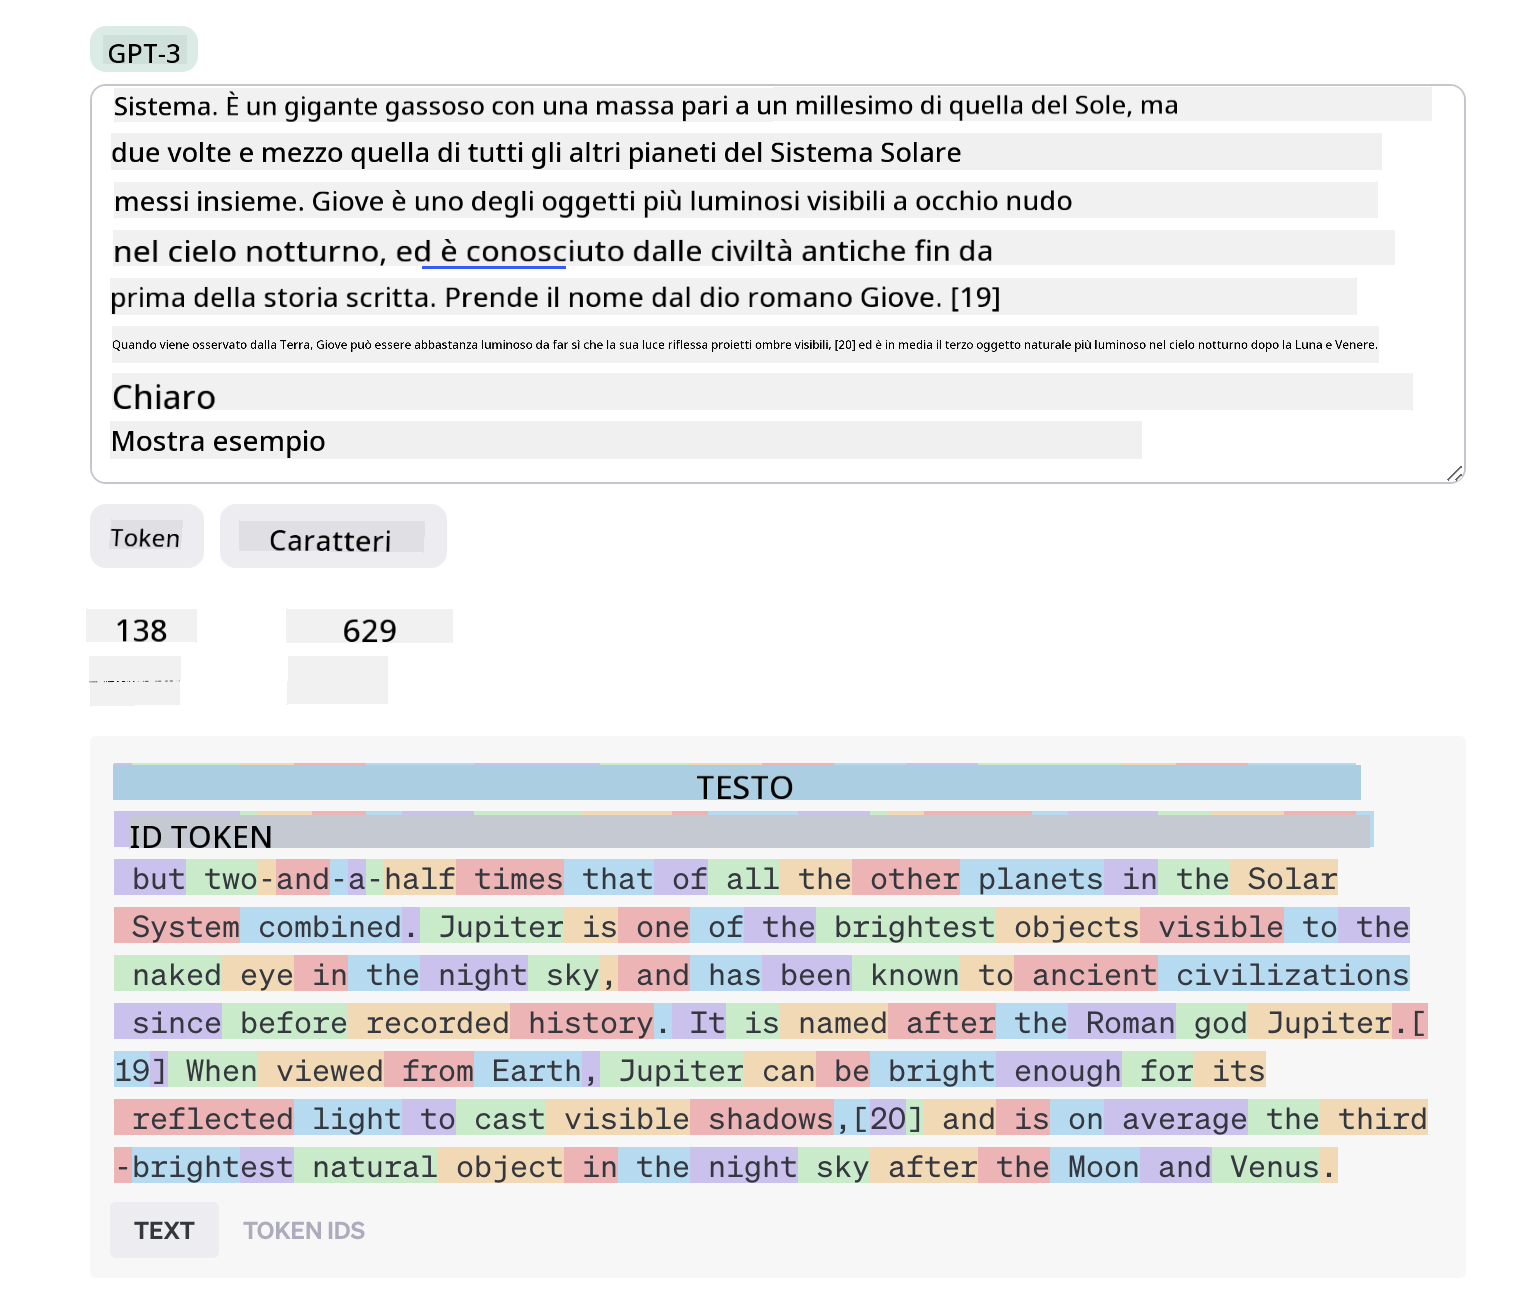 GPT-3
Sistema. È un gigante gassoso con una massa pari a un millesimo di quella del Sole, ma
due volte e mezzo quella di tutti gli altri pianeti del Sistema Solare
messi insieme. Giove è uno degli oggetti più luminosi visibili a occhio nudo
nel cielo notturno, ed è conosciuto dalle civiltà antiche fin da
prima della storia scritta. Prende il nome dal dio romano Giove. [19]
Quando viene osservato dalla Terra, Giove può essere abbastanza luminoso da far sì che la sua luce riflessa proietti ombre visibili, [20] ed è in media il terzo oggetto naturale più luminoso nel cielo notturno dopo la Luna e Venere.
Chiaro
Mostra esempio
Token Caratteri
138 629
TESTO
ID TOKEN
but two-and-a-half times that of all the other planets in the Solar
System combined. Jupiter is one of the brightest objects visible to the
naked eye in the night sky, and has been known to ancient civilizations
since before recorded history. It is named after the Roman god Jupiter.[
19] When viewed from Earth, Jupiter can be bright enough for its
reflected light to cast visible shadows,[20] and is on average the third
-brightest natural object in the night sky after the Moon and Venus.
TEXT TOKEN IDS